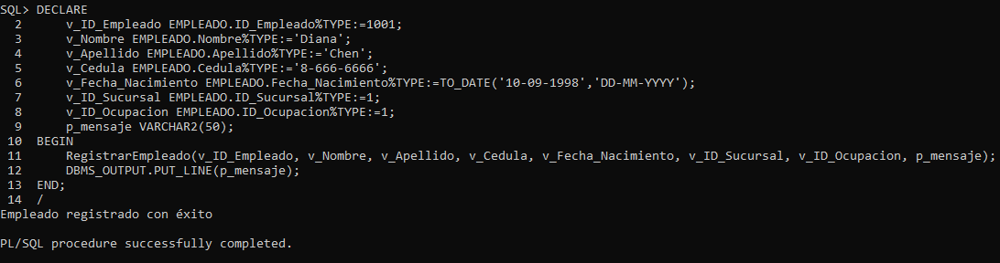 SQL> DECLARE
  2      v_ID_Empleado EMPLEADO.ID_Empleado%TYPE:=1001;
  3      v_Nombre EMPLEADO.Nombre%TYPE:='Diana';
  4      v_Apellido EMPLEADO.Apellido%TYPE:='Chen';
  5      v_Cedula EMPLEADO.Cedula%TYPE:='8-666-6666';
  6      v_Fecha_Nacimiento EMPLEADO.Fecha_Nacimiento%TYPE:=TO_DATE('10-09-1998','DD-MM-YYYY');
  7      v_ID_Sucursal EMPLEADO.ID_Sucursal%TYPE:=1;
  8      v_ID_Ocupacion EMPLEADO.ID_Ocupacion%TYPE:=1;
  9      p_mensaje VARCHAR2(50);
 10  BEGIN
 11      RegistrarEmpleado(v_ID_Empleado, v_Nombre, v_Apellido, v_Cedula, v_Fecha_Nacimiento, v_ID_Sucursal, v_ID_Ocupacion, p_mensaje);
 12      DBMS_OUTPUT.PUT_LINE(p_mensaje);
 13  END;
 14  /
Empleado registrado con éxito
PL/SQL procedure successfully completed.